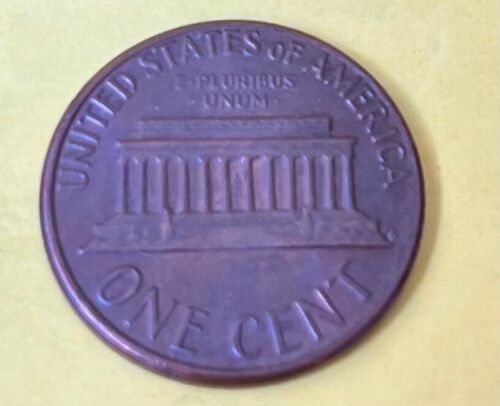 UNITED STATES OF AMERICA
E·PLURIBUS
·UNUM·
ONE CENT